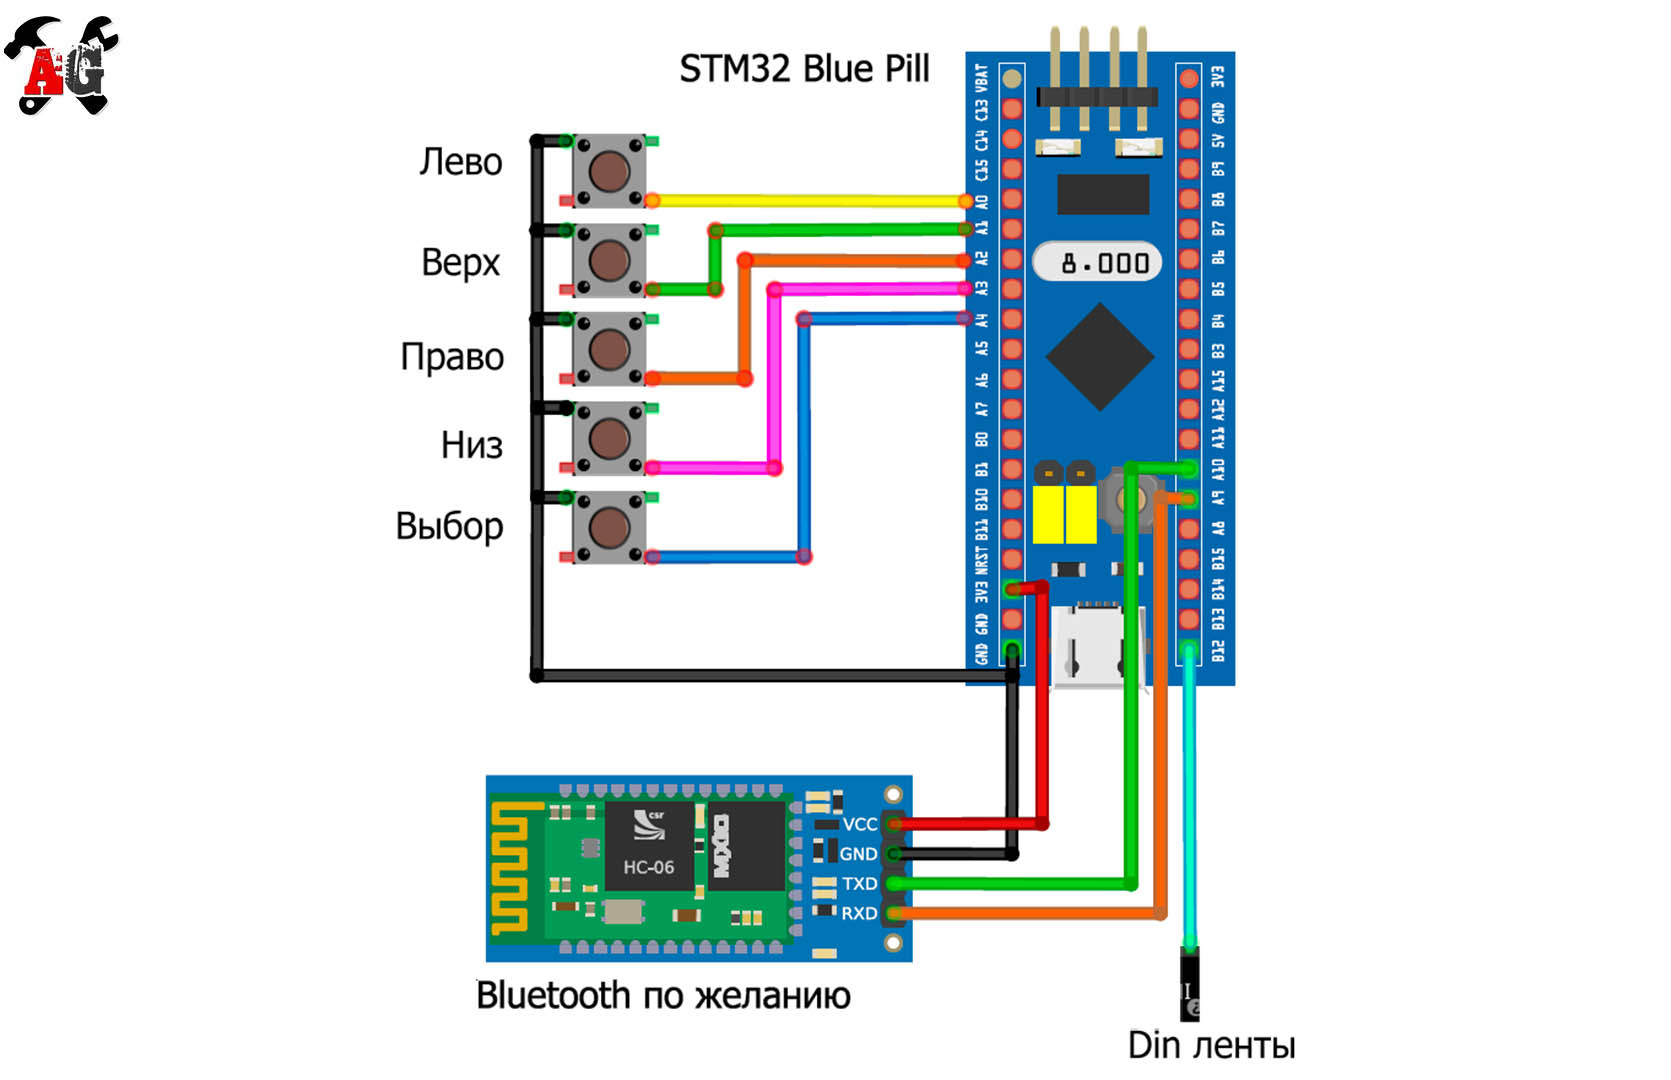 AG
STM32 Blue Pill
Лево
Верх
Право
Низ
Выбор
VBAT
C13
C14
C15
A0
A1
A2
A3
A4
A5
A6
A7
B0
B1
B10
B11
NRST
3V3
GND
GND
3V3
GND
5V
B9
B8
B7
B6
B5
B4
B3
A15
A12
A11
A10
A9
A8
B15
B14
B13
B12
8.000
csr
HC-06
MXIC
VCC
GND
TXD
RXD
Bluetooth по желанию
Din ленты